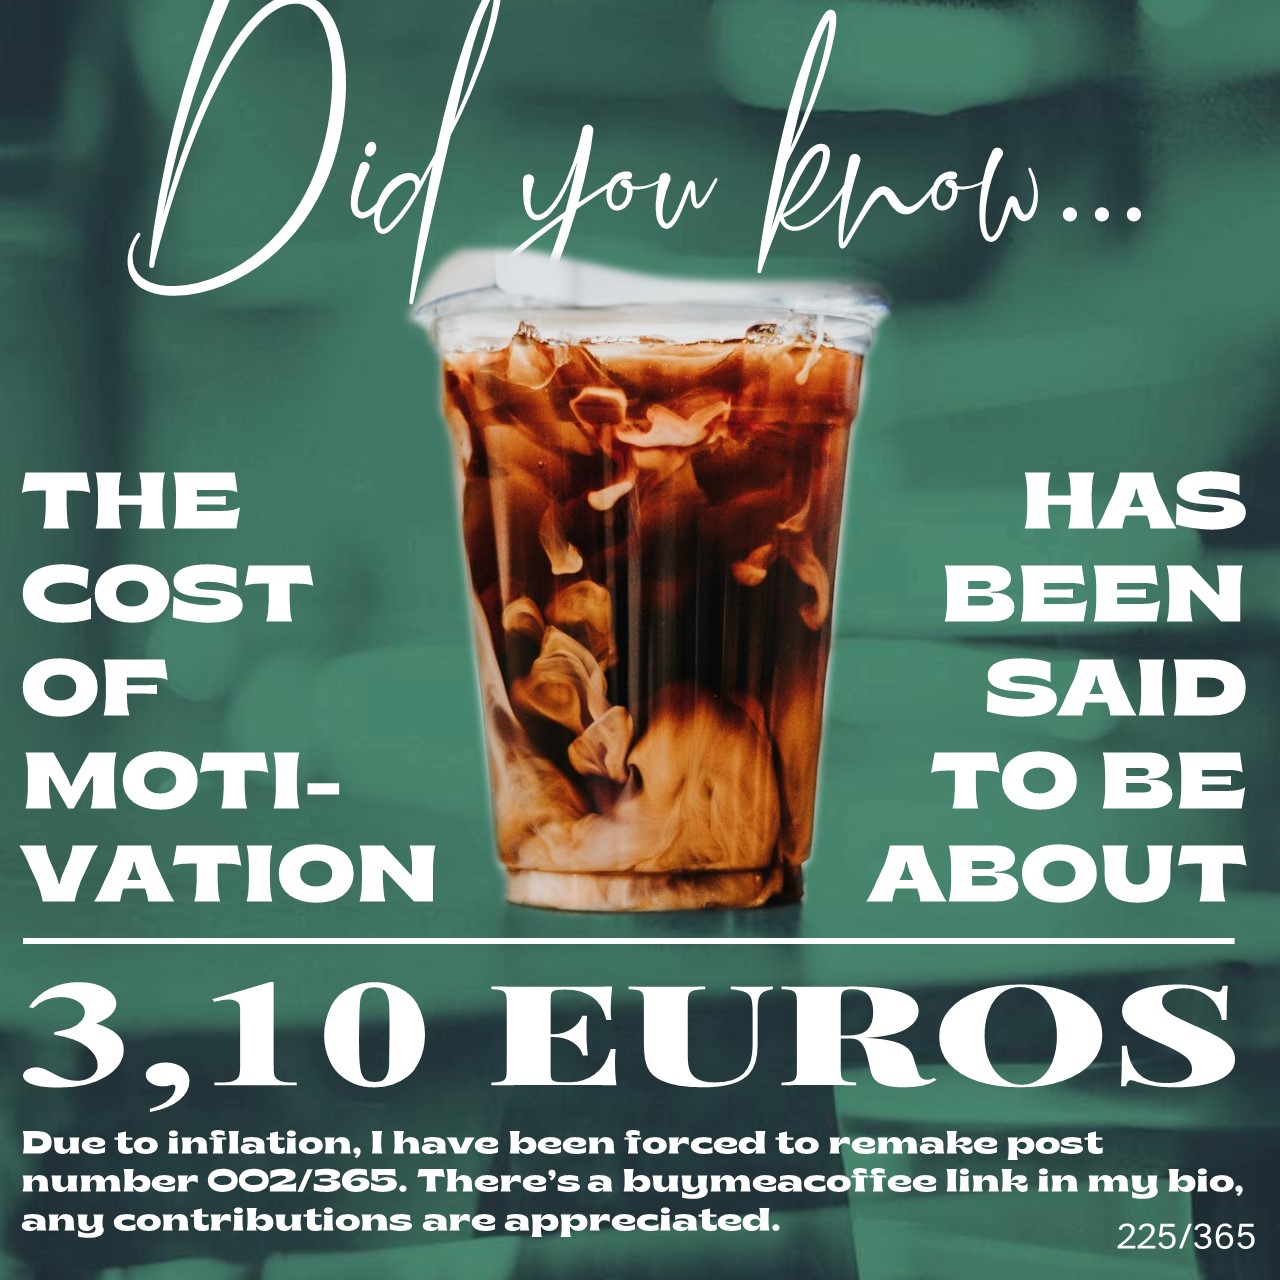 Did you know...
THE
COST
OF
MOTI-
VATION
HAS
BEEN
SAID
TO BE
ABOUT
3,10 EUROS
Due to inflation, I have been forced to remake post
number 002/365. There's a buymeacoffee link in my bio,
any contributions are appreciated.
225/365